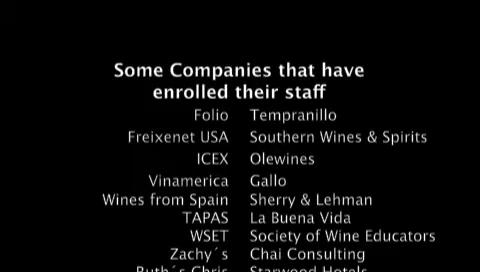 Some Companies that have
enrolled their staff
Folio Tempranillo
Freixenet USA Southern Wines & Spirits
ICEX Olewines
Vinamerica Gallo
Wines from Spain Sherry & Lehman
TAPAS La Buena Vida
WSET Society of Wine Educators
Zachy´s Chai Consulting
Ruth´s Chris Starwood Hotels